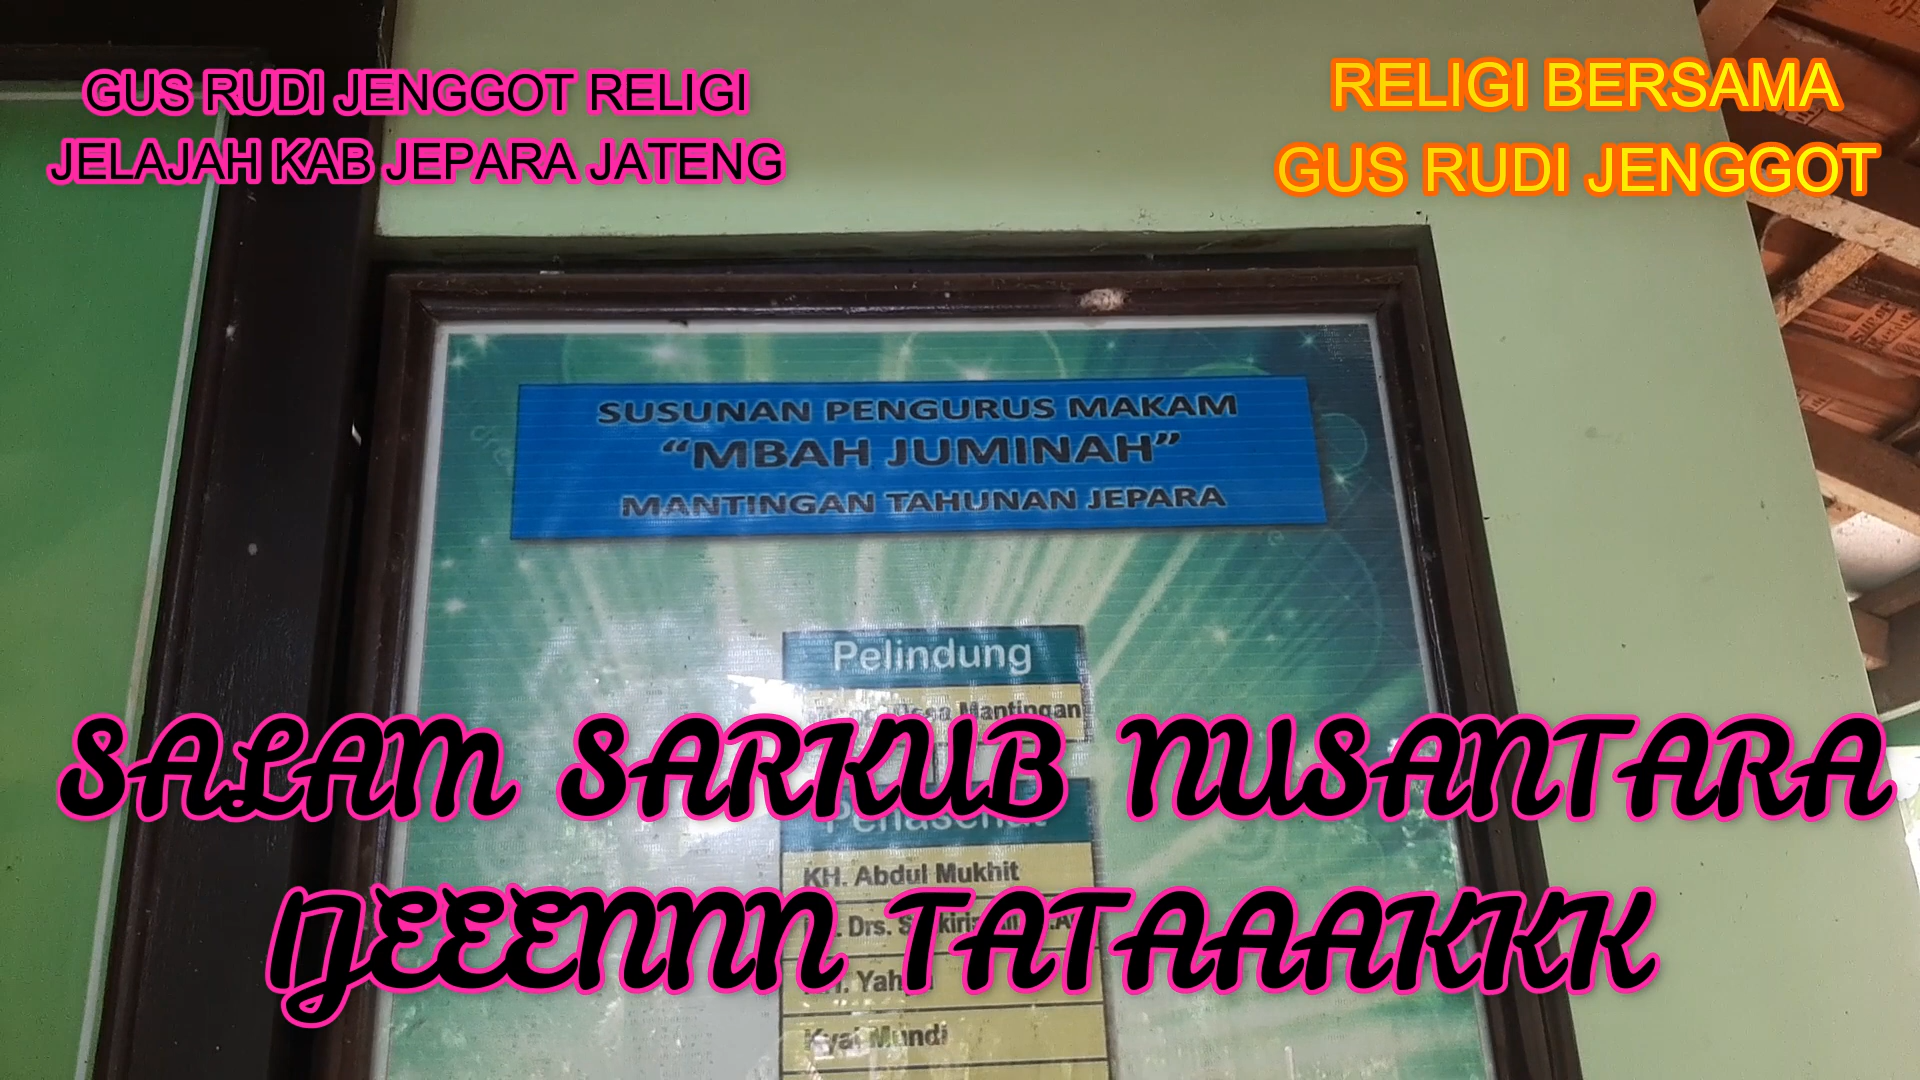 GUS RUDI JENGGOT RELIGI
JELAJAH KAB JEPARA JATENG
RELIGI BERSAMA
GUS RUDI JENGGOT
SUSUNAN PENGURUS MAKAM
“MBAH JUMINAH”
MANTINGAN TAHUNAN JEPARA
Pelindung
Mantingan
SALAM SARKUB NUSANTARA
KH. Abdul Mukhit
Drs.
IJEEENNN TATAAAKKK
Kyai Mundi